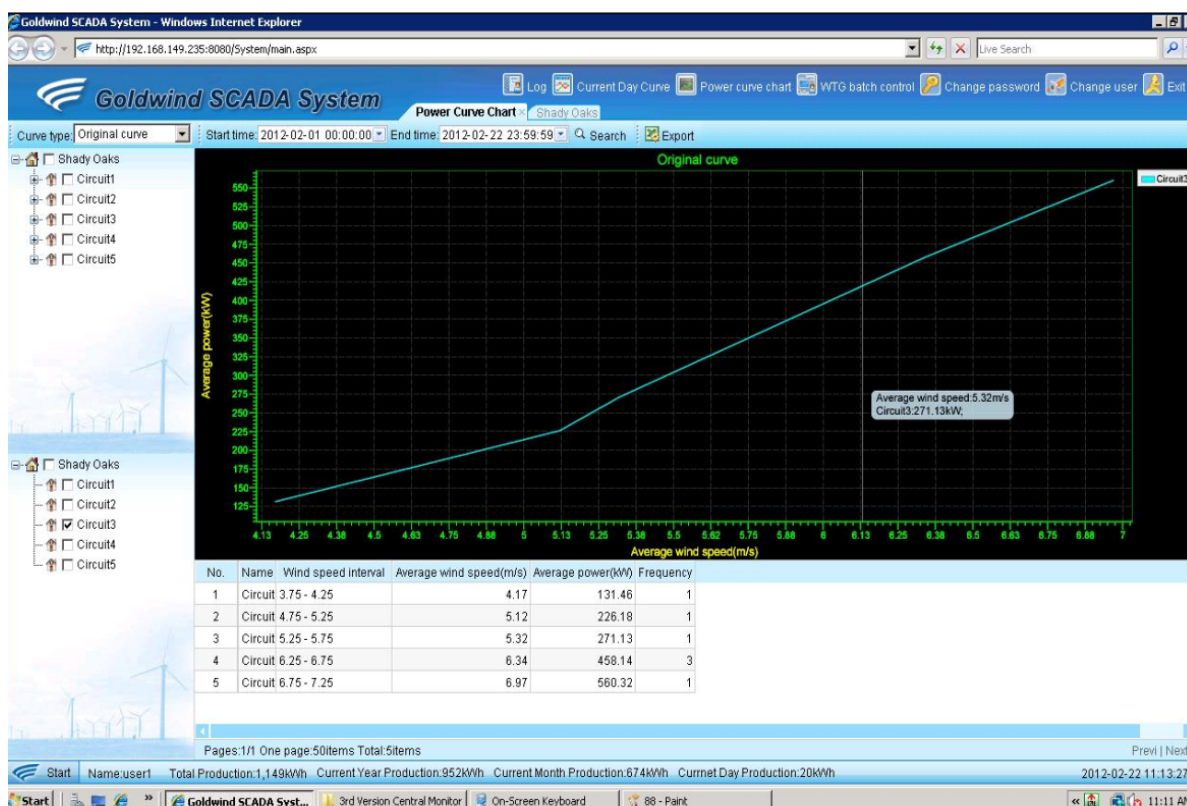 Goldwind SCADA System - Windows Internet Explorer
http://192.168.149.235:8080/System/main.aspx
Live Search
Goldwind SCADA System
Log Current Day Curve Power curve chart WTG batch control Change password Change user Exit
Power Curve Chart Shady Oaks
Curve type: Original curve Start time: 2012-02-01 00:00:00 End time: 2012-02-22 23:59:59 Search Export
Shady Oaks
Circuit1
Circuit2
Circuit3
Circuit4
Circuit5
Original curve
Circuit3
Average power(kW)
550
525
500
475
450
425
400
375
350
325
300
275
250
225
200
175
150
125
Average wind speed:5.32m/s
Circuit3:271.13kW;
4.13 4.25 4.38 4.5 4.63 4.75 4.88 5 5.13 5.25 5.38 5.5 5.62 5.75 5.88 6 6.13 6.25 6.38 6.5 6.63 6.75 6.88 7
Average wind speed(m/s)
Shady Oaks
Circuit1
Circuit2
Circuit3
Circuit4
Circuit5
No. Name Wind speed interval Average wind speed(m/s) Average power(kW) Frequency
1 Circuit 3.75 - 4.25 4.17 131.46 1
2 Circuit 4.75 - 5.25 5.12 226.18 1
3 Circuit 5.25 - 5.75 5.32 271.13 1
4 Circuit 6.25 - 6.75 6.34 458.14 3
5 Circuit 6.75 - 7.25 6.97 560.32 1
Pages:1/1 One page:50items Total:5items Previ | Next
Start Name:user1 Total Production:1,149kWh Current Year Production:952kWh Current Month Production:674kWh Currnet Day Production:20kWh 2012-02-22 11:13:27
Start » Goldwind SCADA Syst... 3rd Version Central Monitor On-Screen Keyboard 88 - Paint « 11:11 AM